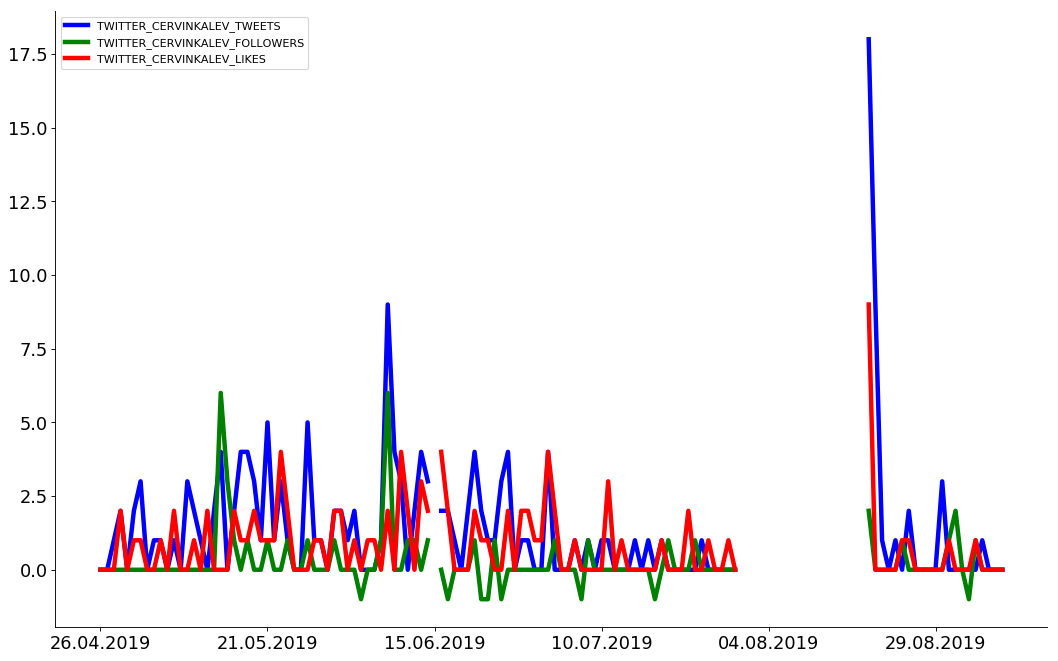 TWITTER_CERVINKALEV_TWEETS
TWITTER_CERVINKALEV_FOLLOWERS
TWITTER_CERVINKALEV_LIKES
17.5
15.0
12.5
10.0
7.5
5.0
2.5
0.0
26.04.2019 21.05.2019 15.06.2019 10.07.2019 04.08.2019 29.08.2019